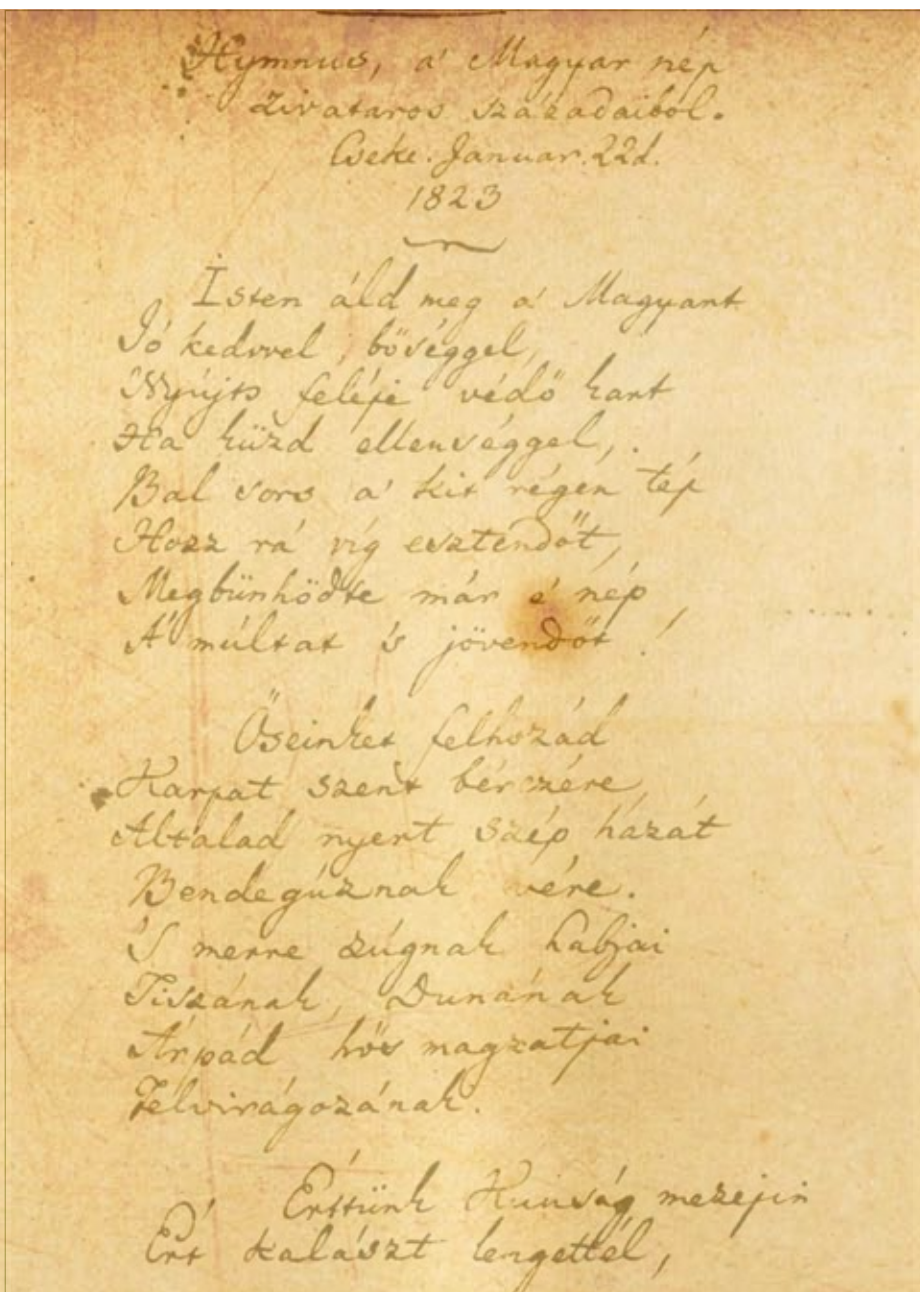 Hymnus, a' Magyar nép
zivataros századaiból.
Cseke. Januar. 22d.
1823
Isten áld meg a' Magyart
Jó kedvvel, bőséggel,
Nyújts feléje védő kart
Ha küzd ellenséggel,
Bal sors a' kit régen tép
Hozz rá víg esztendőt,
Megbünhödte már é nép
A' múltat 's jövendőt!
Őseinket felhozád
Karpat szent bérczére,
Általad nyert szép hazát
Bendegúznak vére.
'S merre zúgnak habjai
Tiszának, Dunának
Árpád hős magzatjai
Felvirágozának.
Érttünk Kunság mezejin
Ért kalászt lengettél,